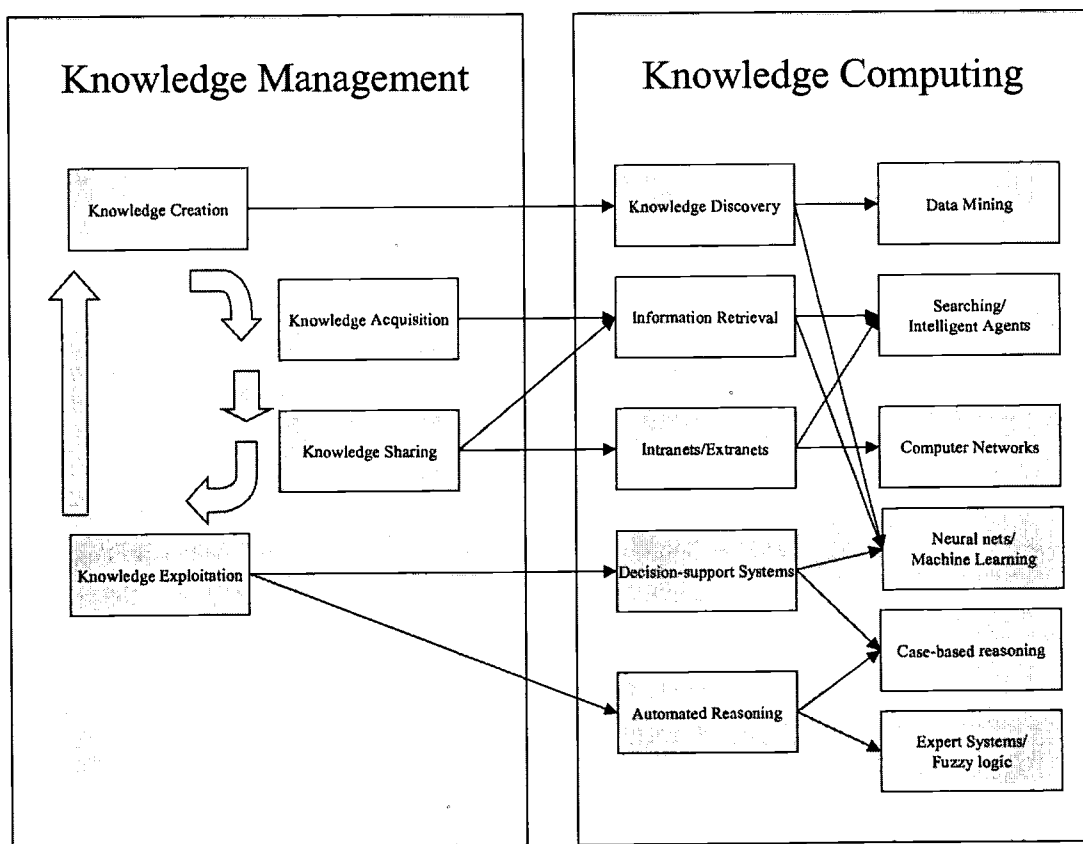 Knowledge Management
Knowledge Creation
Knowledge Acquisition
Knowledge Sharing
Knowledge Exploitation
Knowledge Computing
Knowledge Discovery
Data Mining
Information Retrieval
Searching/
Intelligent Agents
Intranets/Extranets
Computer Networks
Neural nets/
Machine Learning
Decision-support Systems
Case-based reasoning
Automated Reasoning
Expert Systems/
Fuzzy logic